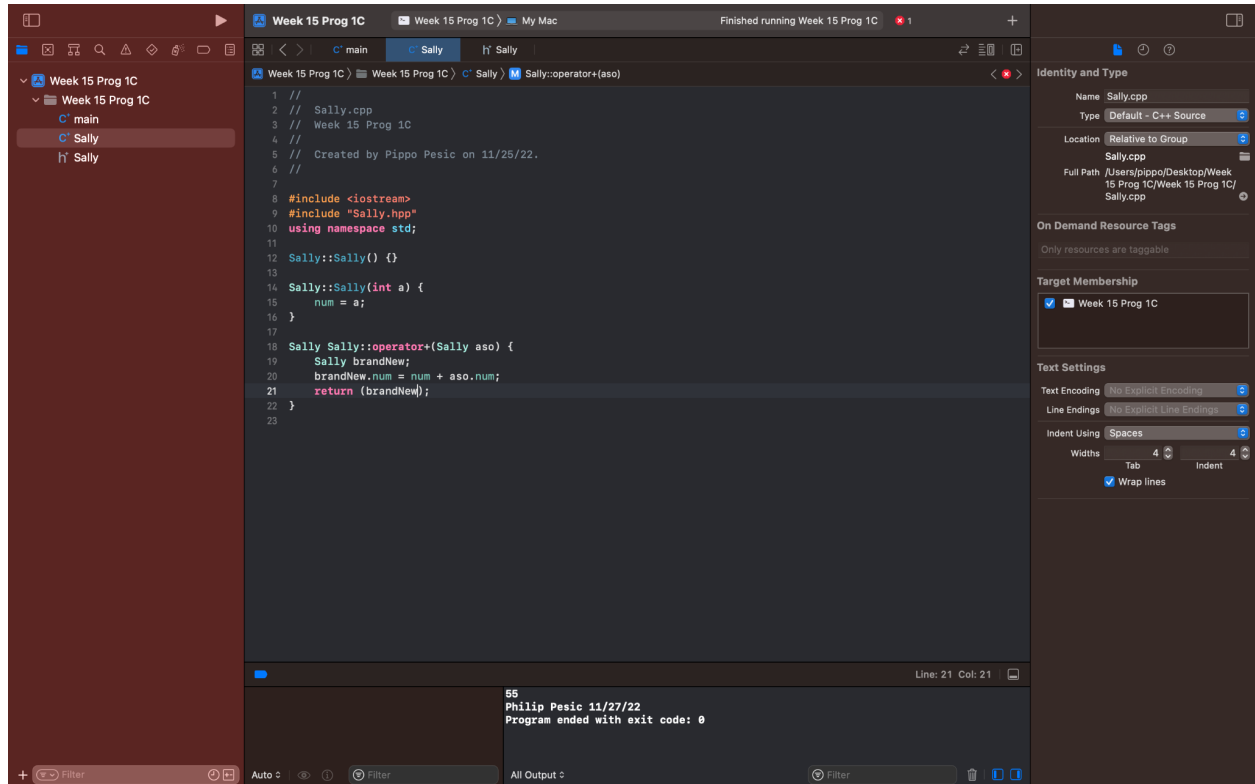 Week 15 Prog 1C
Week 15 Prog 1C
main
Sally
Sally
Filter
Week 15 Prog 1C
Week 15 Prog 1C 〉 My Mac
Finished running Week 15 Prog 1C
1
main
Sally
Sally
Week 15 Prog 1C 〉 Week 15 Prog 1C 〉 Sally 〉 M Sally::operator+(aso)
1 //
2 //  Sally.cpp
3 //  Week 15 Prog 1C
4 //
5 //  Created by Pippo Pesic on 11/25/22.
6 //
7
8 #include <iostream>
9 #include "Sally.hpp"
10 using namespace std;
11
12 Sally::Sally() {}
13
14 Sally::Sally(int a) {
15     num = a;
16 }
17
18 Sally Sally::operator+(Sally aso) {
19     Sally brandNew;
20     brandNew.num = num + aso.num;
21     return (brandNew);
22 }
23
Line: 21 Col: 21
55
Philip Pesic 11/27/22
Program ended with exit code: 0
Auto
Filter
All Output
Filter
Identity and Type
Name Sally.cpp
Type Default - C++ Source
Location Relative to Group
Sally.cpp
Full Path /Users/pippo/Desktop/Week
15 Prog 1C/Week 15 Prog 1C/
Sally.cpp
On Demand Resource Tags
Only resources are taggable
Target Membership
Week 15 Prog 1C
Text Settings
Text Encoding No Explicit Encoding
Line Endings No Explicit Line Endings
Indent Using Spaces
Widths 4 4
Tab Indent
Wrap lines